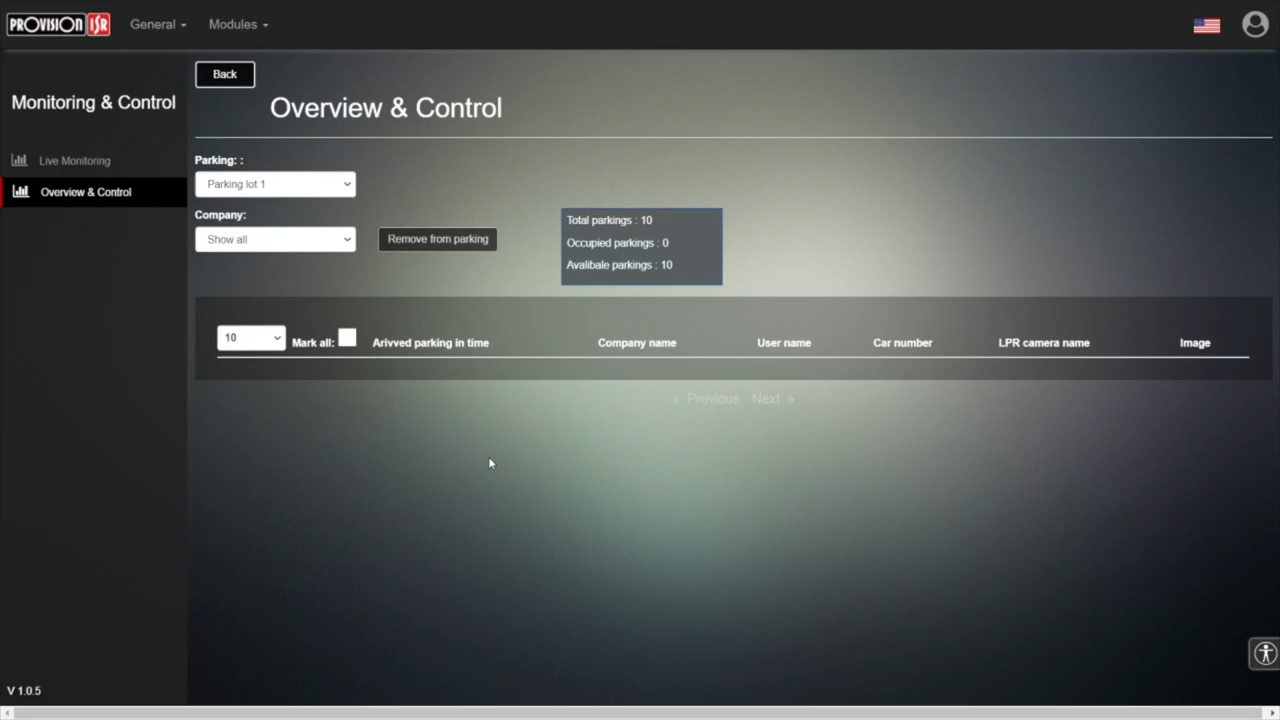 PROVISION ISR General Modules
Back
Monitoring & Control
Overview & Control
Live Monitoring
Overview & Control
Parking: :
Parking lot 1
Company:
Show all
Remove from parking
Total parkings : 10
Occupied parkings : 0
Avalibale parkings : 10
10 Mark all: Arivved parking in time Company name User name Car number LPR camera name Image
« Previous Next »
V 1.0.5